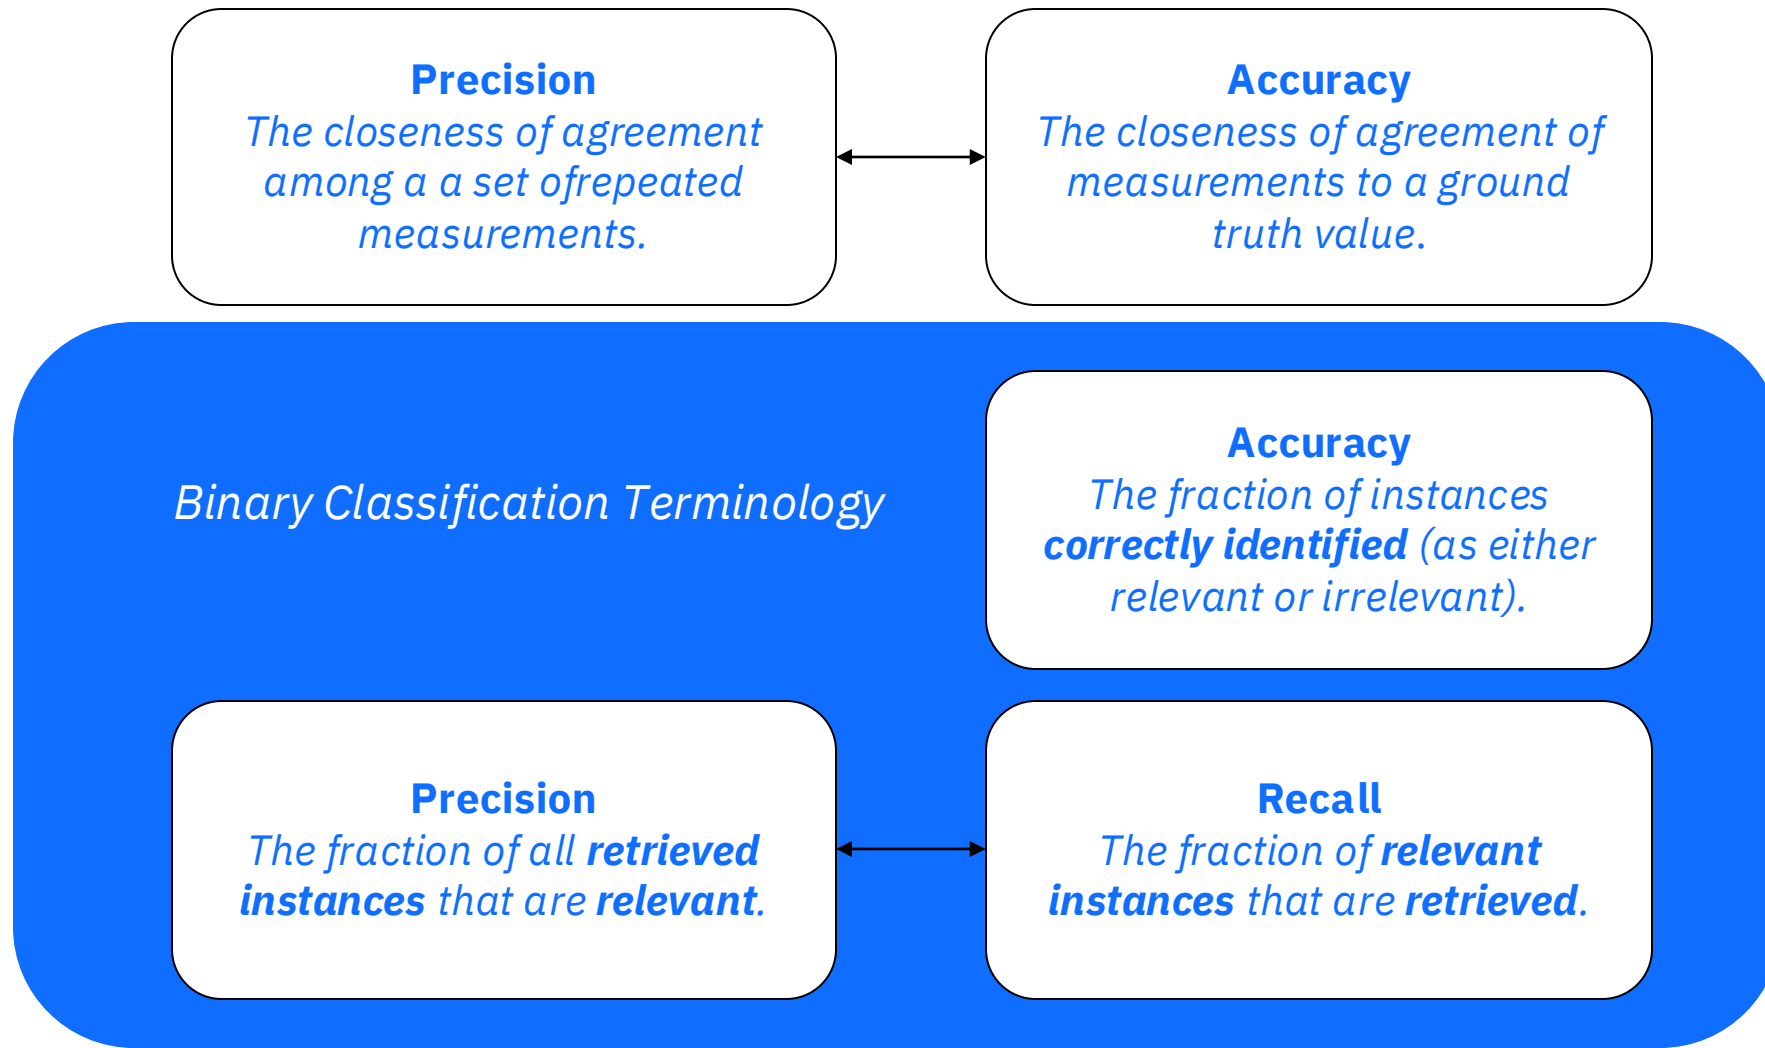 Precision
The closeness of agreement
among a a set ofrepeated
measurements.
Accuracy
The closeness of agreement of
measurements to a ground
truth value.
Binary Classification Terminology
Accuracy
The fraction of instances
correctly identified (as either
relevant or irrelevant).
Precision
The fraction of all retrieved
instances that are relevant.
Recall
The fraction of relevant
instances that are retrieved.